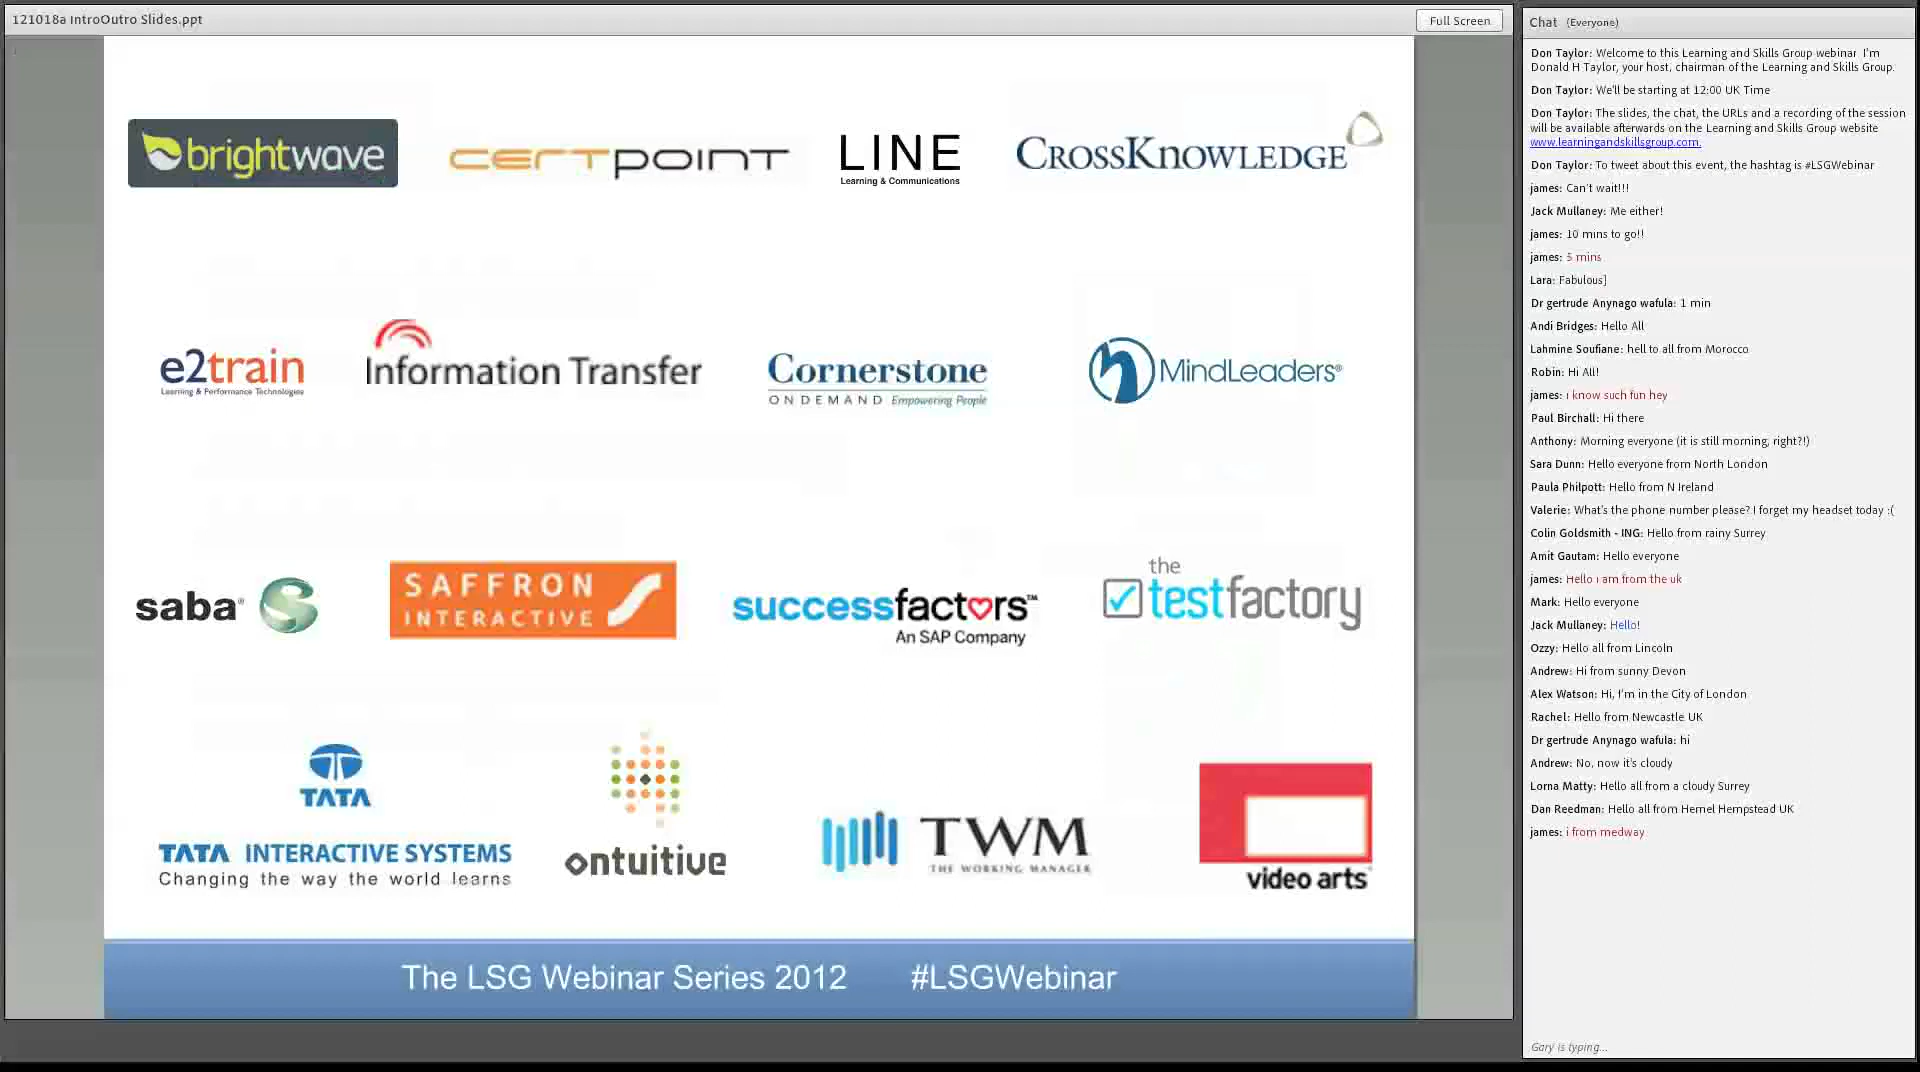 121018a IntroOutro Slides.ppt
Full Screen
brightwave
CERTPOINT
LINE
Learning & Communications
CROSSKNOWLEDGE
e2train
Learning & Performance Technologies
Information Transfer
Cornerstone
ONDEMAND Empowering People
MindLeaders®
saba®
SAFFRON
INTERACTIVE
successfactors™
An SAP Company
the
testfactory
TATA
TATA INTERACTIVE SYSTEMS
Changing the way the world learns
ontuitive
TWM
THE WORKING MANAGER
video arts
The LSG Webinar Series 2012 #LSGWebinar
Chat (Everyone)
Don Taylor: Welcome to this Learning and Skills Group webinar I'm
Donald H Taylor, your host, chairman of the Learning and Skills Group.
Don Taylor: We'll be starting at 12:00 UK Time
Don Taylor: The slides, the chat, the URLs and a recording of the session
will be available afterwards on the Learning and Skills Group website
www.learningandskillsgroup.com.
Don Taylor: To tweet about this event, the hashtag is #LSGWebinar
james: Can't wait!!!
Jack Mullaney: Me either!
james: 10 mins to go!!
james: 5 mins
Lara: Fabulous]
Dr gertrude Anynago wafula: 1 min
Andi Bridges: Hello All
Lahmine Soufiane: hell to all from Morocco
Robin: Hi All!
james: i know such fun hey
Paul Birchall: Hi there
Anthony: Morning everyone (it is still morning, right?!)
Sara Dunn: Hello everyone from North London
Paula Philpott: Hello from N Ireland
Valerie: What's the phone number please? I forget my headset today :(
Colin Goldsmith - ING: Hello from rainy Surrey
Amit Gautam: Hello everyone
james: Hello i am from the uk
Mark: Hello everyone
Jack Mullaney: Hello!
Ozzy: Hello all from Lincoln
Andrew: Hi from sunny Devon
Alex Watson: Hi, I'm in the City of London
Rachel: Hello from Newcastle UK
Dr gertrude Anynago wafula: hi
Andrew: No, now it's cloudy
Lorna Matty: Hello all from a cloudy Surrey
Dan Reedman: Hello all from Hemel Hempstead UK
james: i from medway
Gary is typing...